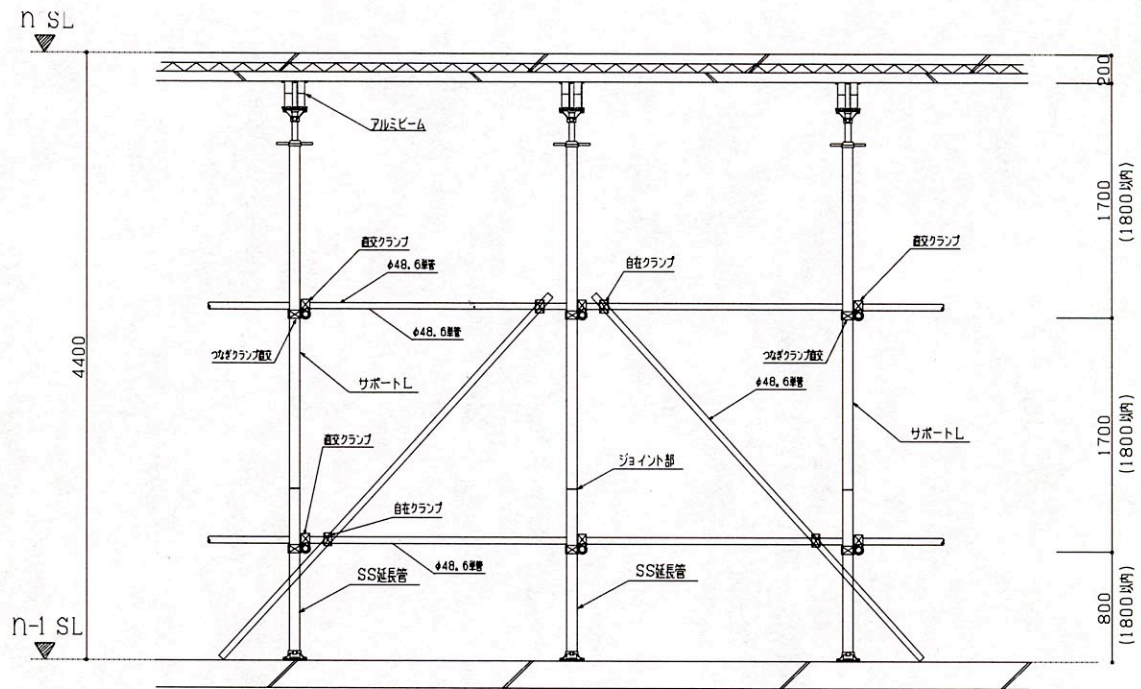 n SL
200
アルミビーム
1700
(1800以内)
直交クランプ
φ48.6単管
自在クランプ
直交クランプ
φ48.6単管
つなぎクランプ直交
つなぎクランプ直交
4400
サポートL
φ48.6単管
サポートL
1700
(1800以内)
直交クランプ
ジョイント部
自在クランプ
φ48.6単管
SS延長管
SS延長管
800
(1800以内)
n-1 SL